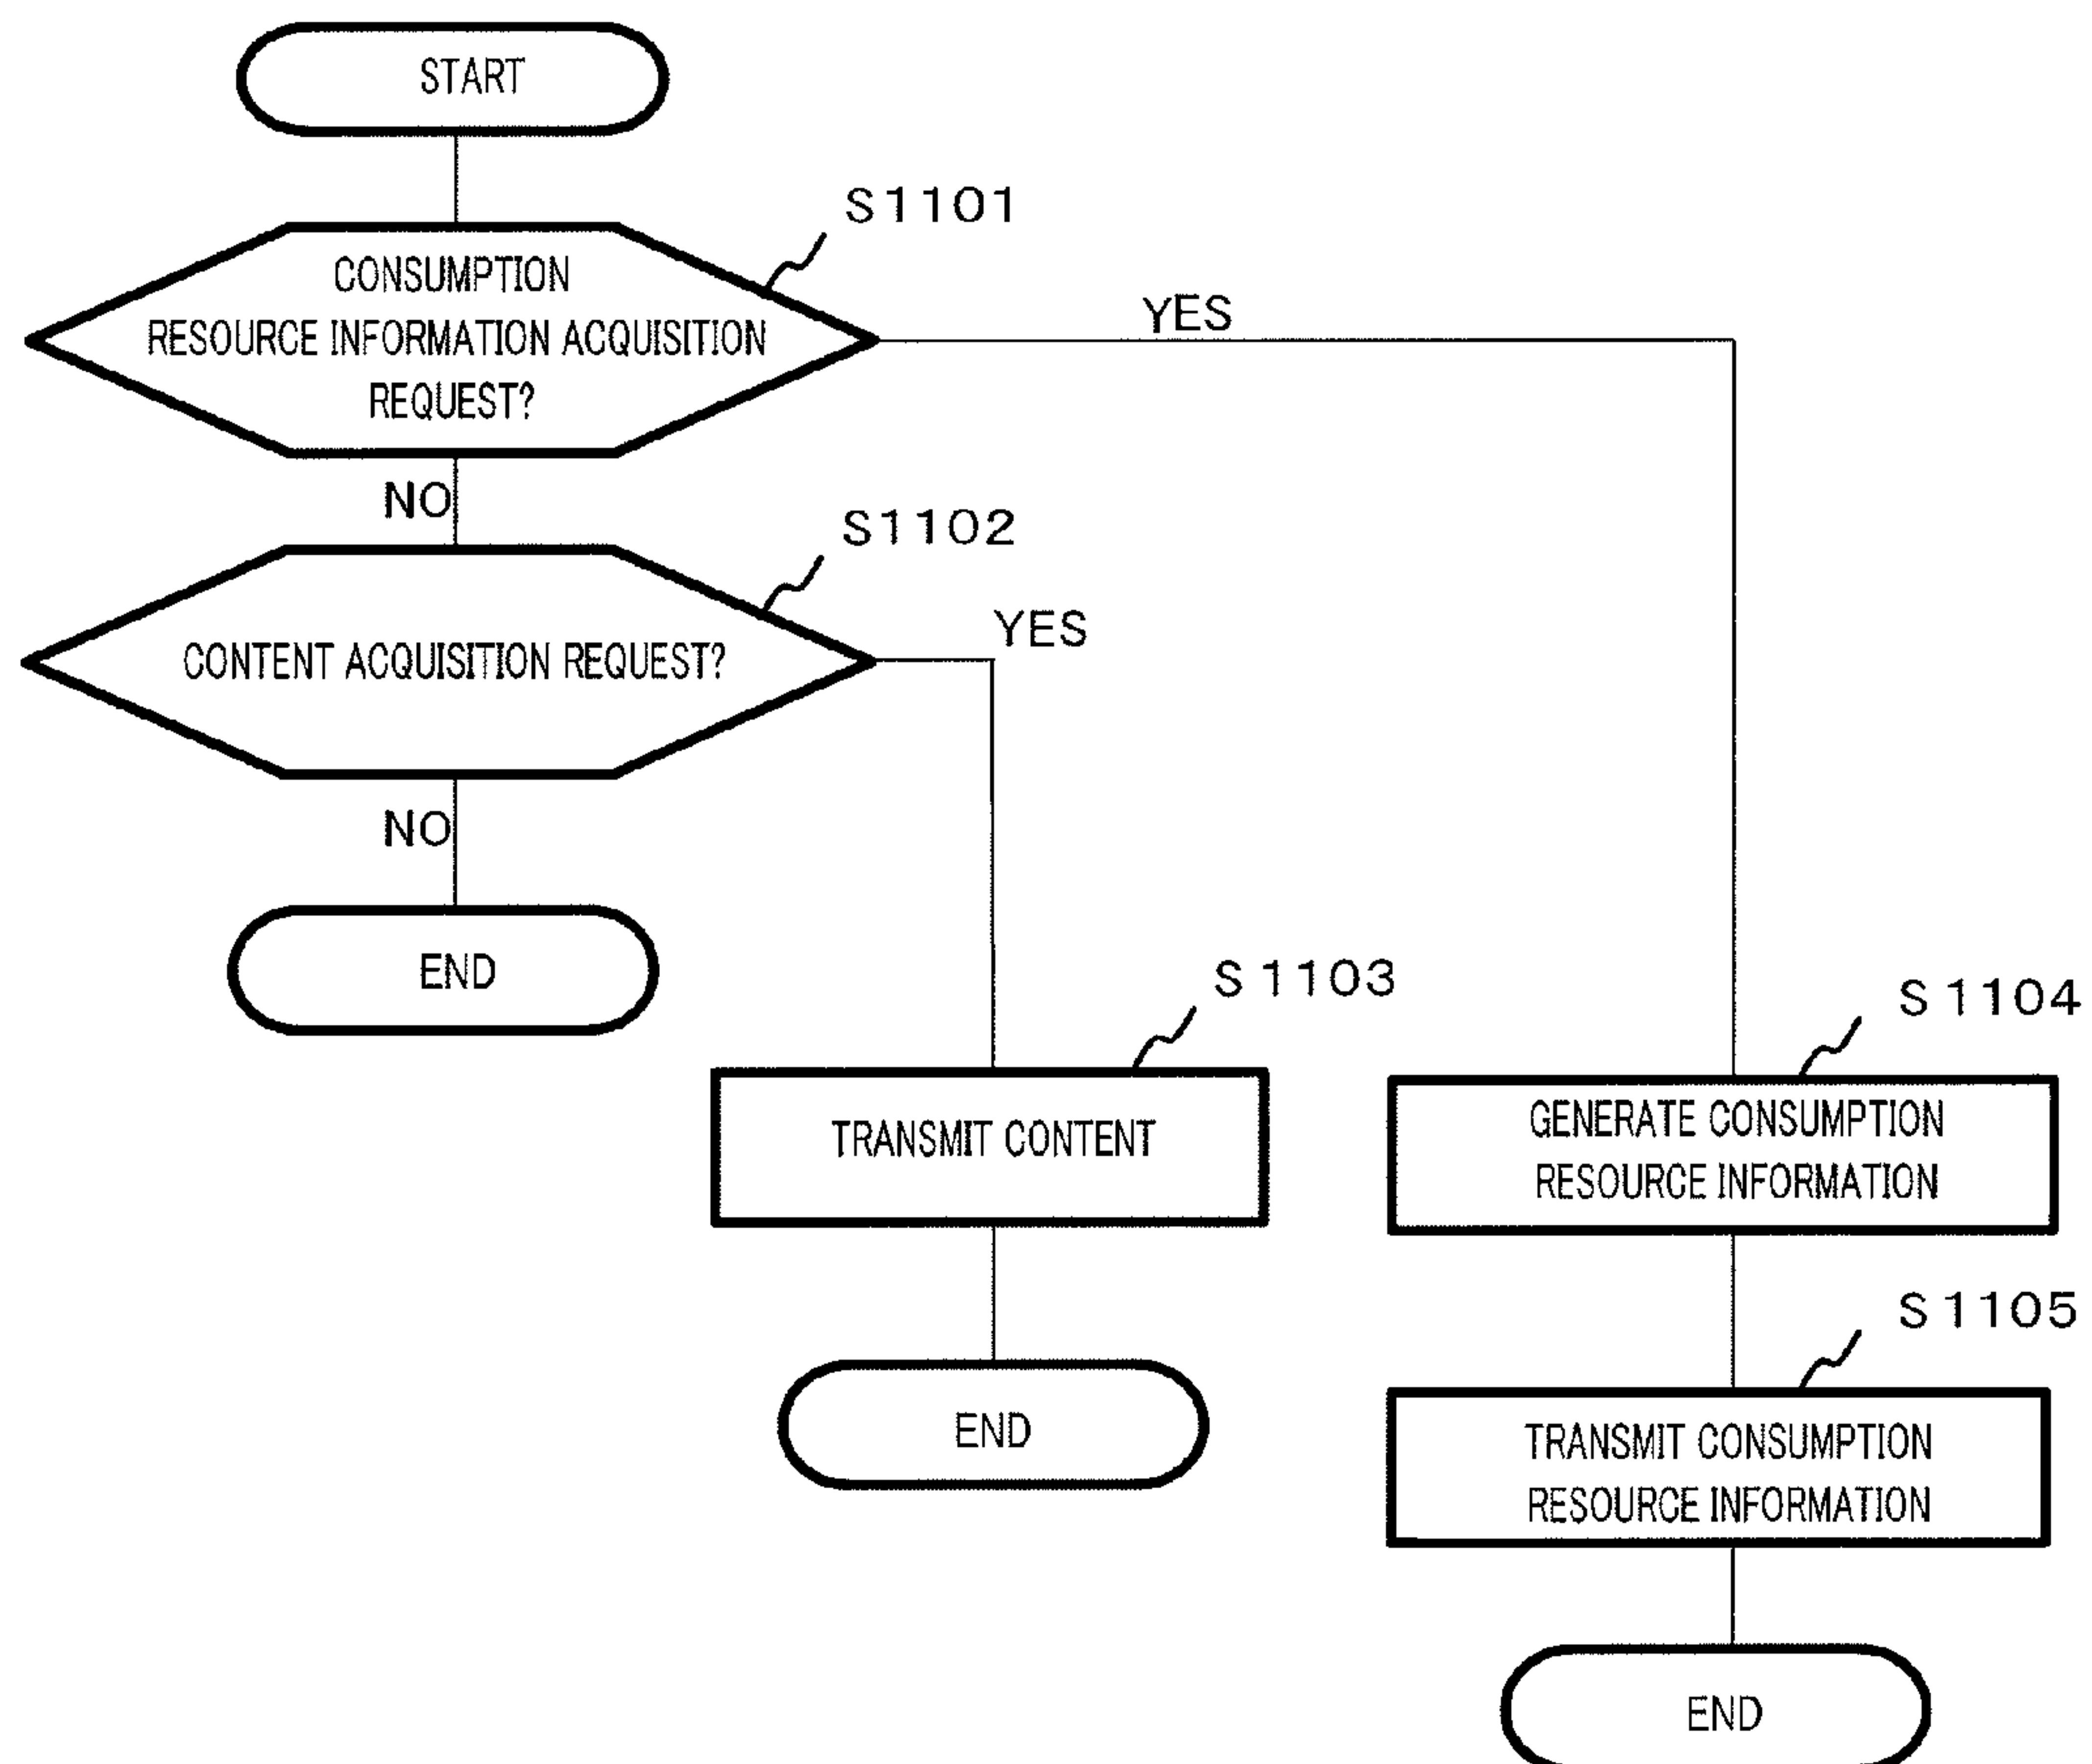 START
S1101
CONSUMPTION
RESOURCE INFORMATION ACQUISITION
REQUEST?
YES
NO
S1102
CONTENT ACQUISITION REQUEST?
YES
NO
END
S1103
TRANSMIT CONTENT
END
S1104
GENERATE CONSUMPTION
RESOURCE INFORMATION
S1105
TRANSMIT CONSUMPTION
RESOURCE INFORMATION
END